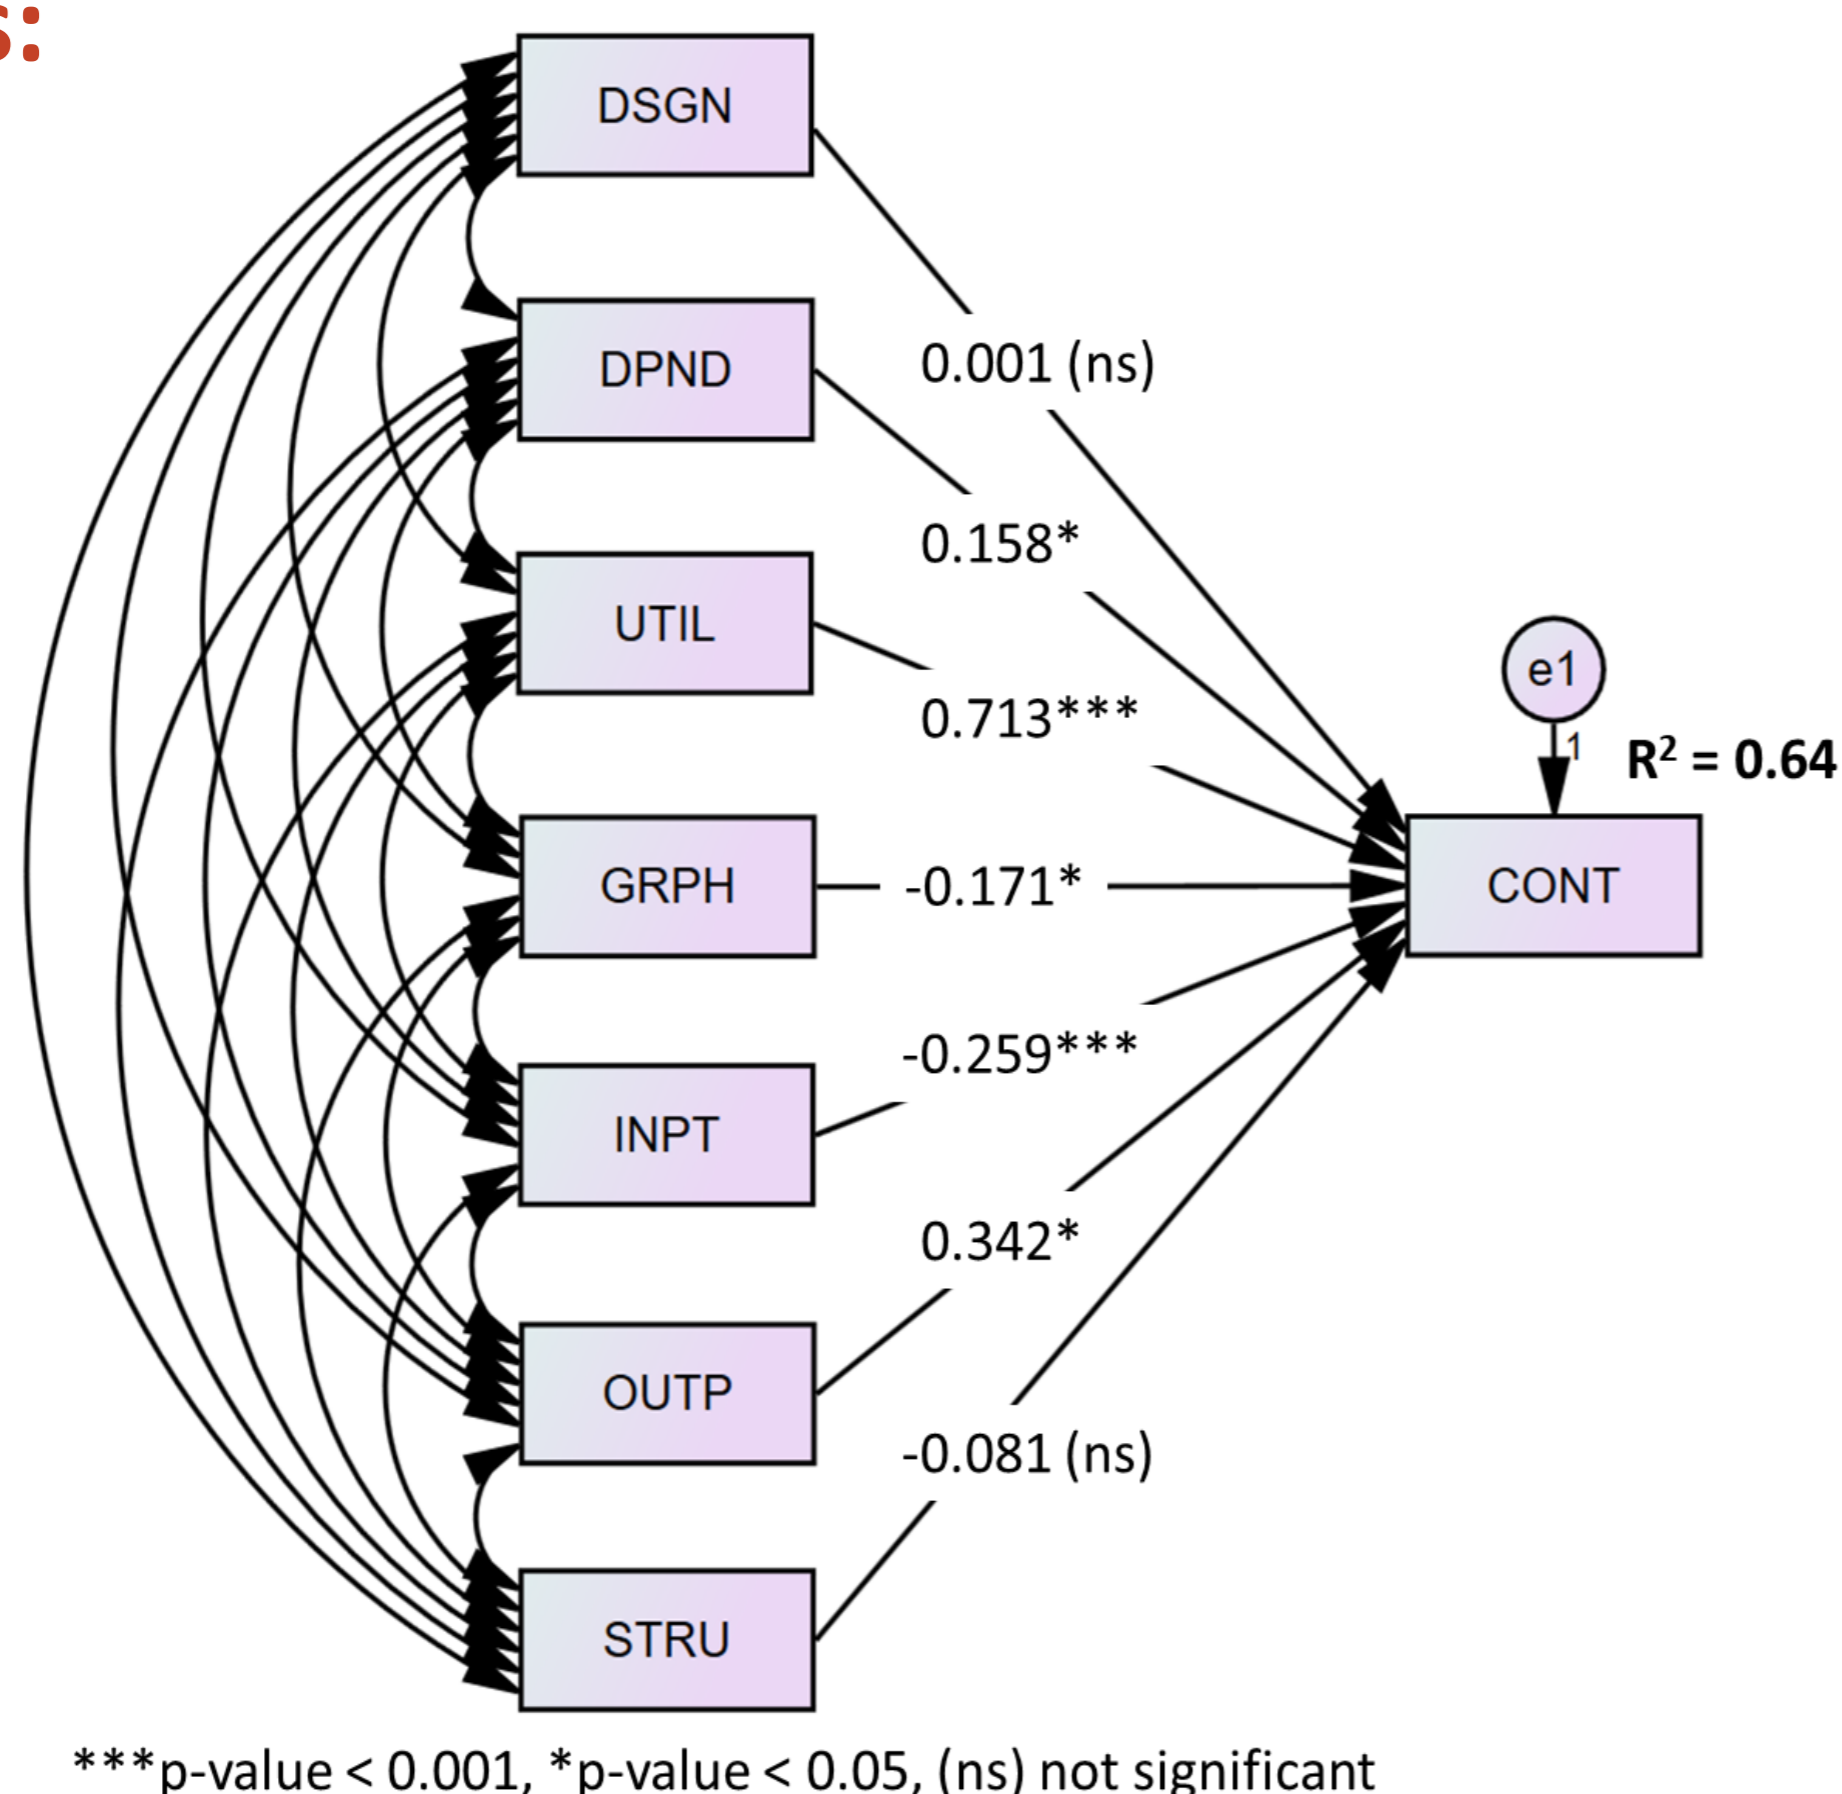 s:
DSGN
DPND
0.001 (ns)
0.158*
UTIL
e1
0.713***
1
R² = 0.64
GRPH
-0.171*
CONT
-0.259***
INPT
0.342*
OUTP
-0.081 (ns)
STRU
***p-value < 0.001, *p-value < 0.05, (ns) not significant